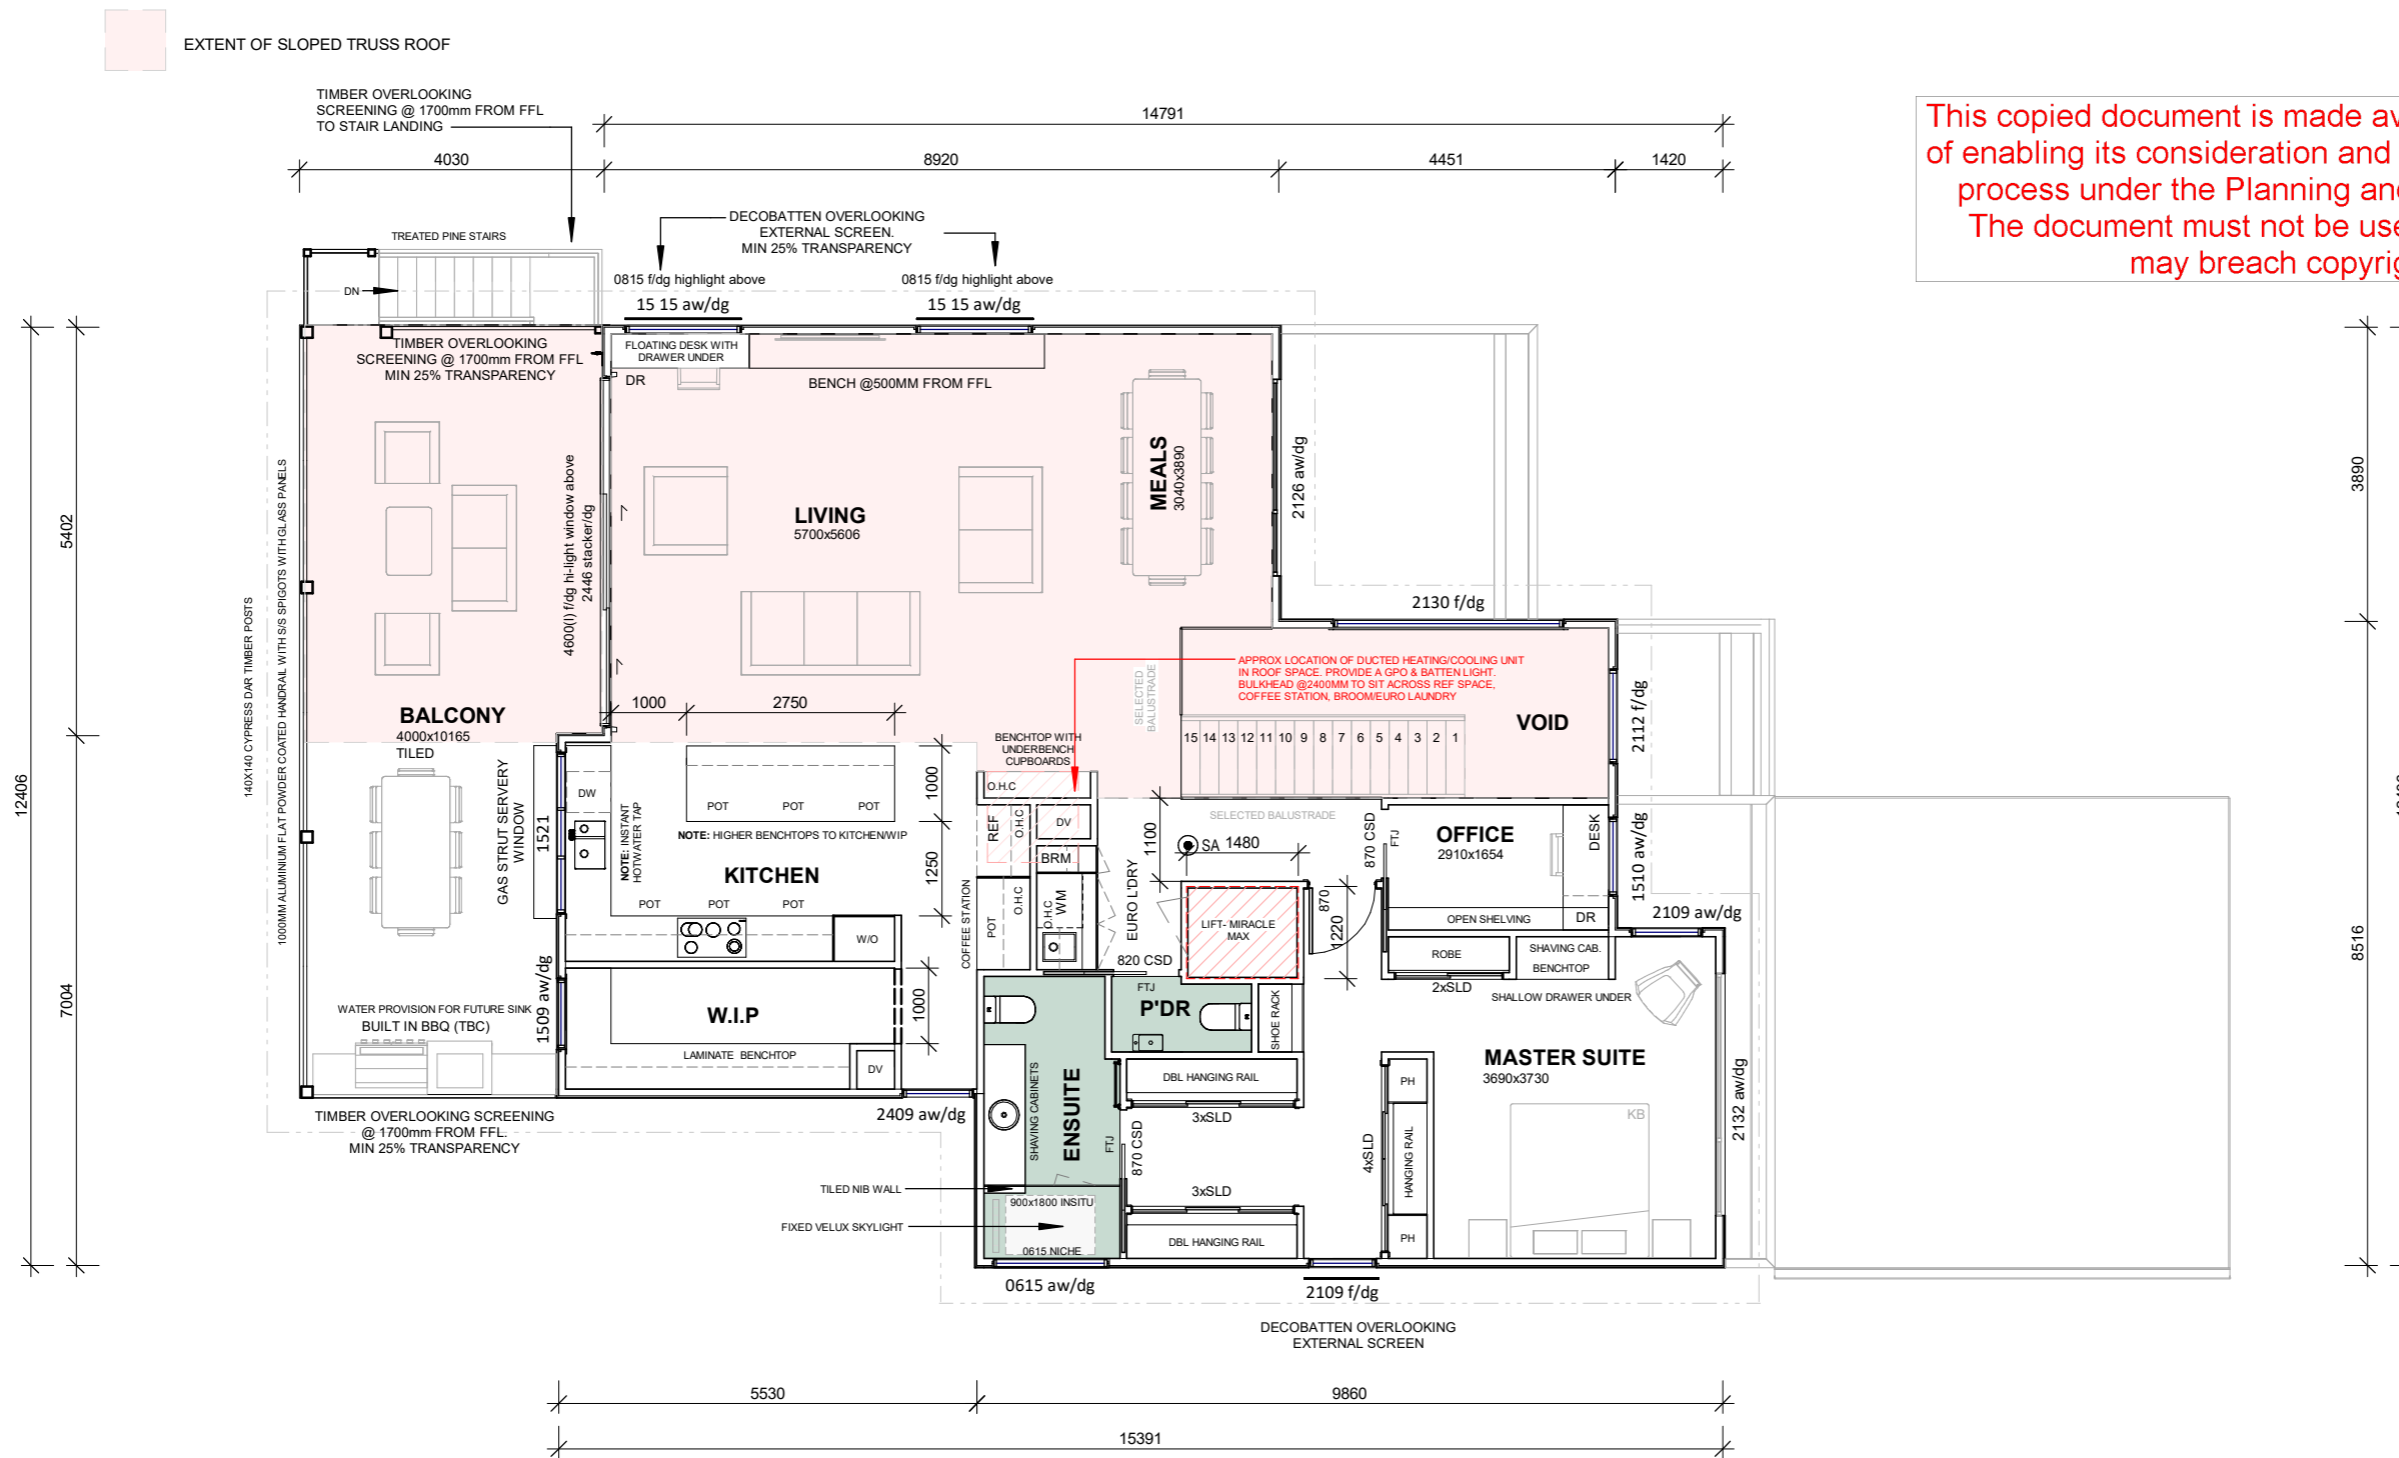 EXTENT OF SLOPED TRUSS ROOF
This copied document is made av
of enabling its consideration and
process under the Planning and
The document must not be use
may breach copyrig
TIMBER OVERLOOKING
SCREENING @ 1700mm FROM FFL
TO STAIR LANDING
14791
4030
8920
4451
1420
DECOBATTEN OVERLOOKING
EXTERNAL SCREEN.
MIN 25% TRANSPARENCY
TREATED PINE STAIRS
DN
0815 f/dg highlight above
15 15 aw/dg
0815 f/dg highlight above
15 15 aw/dg
TIMBER OVERLOOKING
SCREENING @ 1700mm FROM FFL
MIN 25% TRANSPARENCY
FLOATING DESK WITH
DRAWER UNDER
DR
BENCH @500MM FROM FFL
12406
5402
7004
140X140 CYPRESS DAR TIMBER POSTS
1000MM ALUMINIUM FLAT POWDER COATED HANDRAIL WITH S/S SPIGOTS WITH GLASS PANELS
4600(l) f/dg hi-light window above
2446 stacker/dg
LIVING
5700x5606
MEALS
3040x3890
2126 aw/dg
3890
8516
2130 f/dg
APPROX LOCATION OF DUCTED HEATING/COOLING UNIT
IN ROOF SPACE. PROVIDE A GPO & BATTEN LIGHT.
BULKHEAD @2400MM TO SIT ACROSS REF SPACE,
COFFEE STATION, BROOM/EURO LAUNDRY
SELECTED
BALUSTRADE
VOID
2112 f/dg
15 14 13 12 11 10 9 8 7 6 5 4 3 2 1
BALCONY
4000x10165
TILED
1000
2750
BENCHTOP WITH
UNDERBENCH
CUPBOARDS
GAS STRUT SERVERY
WINDOW
1521
DW
NOTE: INSTANT
HOTWATER TAP
POT
POT
POT
NOTE: HIGHER BENCHTOPS TO KITCHEN/WIP
KITCHEN
POT
POT
POT
W/O
1000
1250
1000
O.H.C
REF
O.H.C
DV
BRM
COFFEE STATION
POT
O.H.C
O.H.C
WM
EURO L'DRY
1100
SELECTED BALUSTRADE
SA 1480
870 CSD
FTJ
OFFICE
2910x1654
DESK
1510 aw/dg
OPEN SHELVING
DR
2109 aw/dg
LIFT- MIRACLE
MAX
870
1220
820 CSD
ROBE
SHAVING CAB.
BENCHTOP
2xSLD
SHALLOW DRAWER UNDER
1509 aw/dg
WATER PROVISION FOR FUTURE SINK
BUILT IN BBQ (TBC)
W.I.P
LAMINATE BENCHTOP
DV
FTJ
P'DR
SHOE RACK
MASTER SUITE
3690x3730
2132 aw/dg
TIMBER OVERLOOKING SCREENING
@ 1700mm FROM FFL.
MIN 25% TRANSPARENCY
2409 aw/dg
SHAVING CABINETS
ENSUITE
FTJ
870 CSD
DBL HANGING RAIL
3xSLD
4xSLD
PH
HANGING RAIL
PH
KB
TILED NIB WALL
900x1800 INSITU
FIXED VELUX SKYLIGHT
0615 NICHE
3xSLD
DBL HANGING RAIL
0615 aw/dg
2109 f/dg
DECOBATTEN OVERLOOKING
EXTERNAL SCREEN
5530
9860
15391